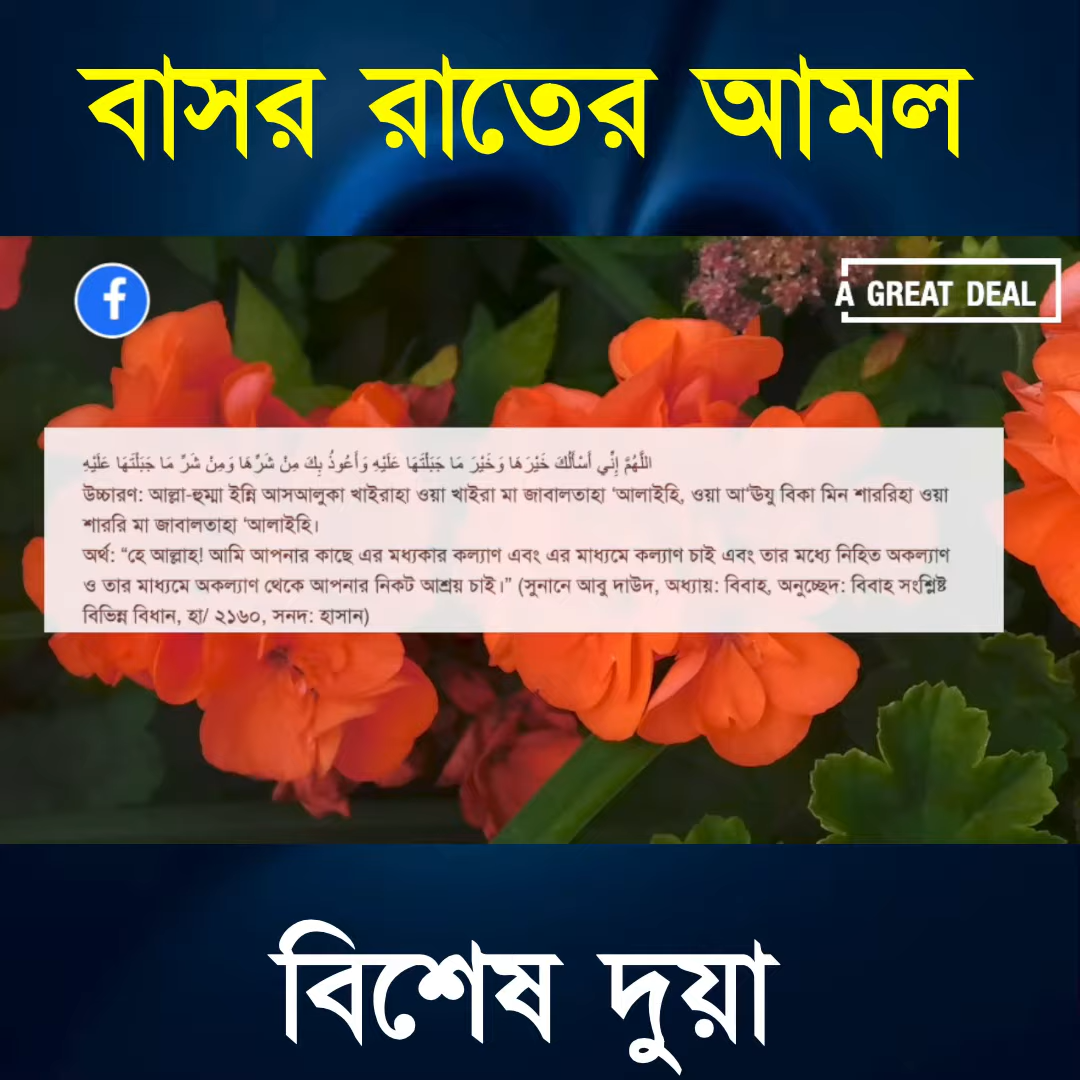 বাসর রাতের আমল
f
A GREAT DEAL
اللَّهُمَّ إِنِّي أَسْأَلُكَ خَيْرَهَا وَخَيْرَ مَا جَبَلْتَهَا عَلَيْهِ وَأَعُوذُ بِكَ مِنْ شَرِّهَا وَمِنْ شَرِّ مَا جَبَلْتَهَا عَلَيْهِ
উচ্চারণ: আল্লা-হুম্মা ইন্নি আসআলুকা খাইরাহা ওয়া খাইরা মা জাবালতাহা ‘আলাইহি, ওয়া আ‘ঊযু বিকা মিন শাররিহা ওয়া
শাররি মা জাবালতাহা ‘আলাইহি।
অর্থ: “হে আল্লাহ! আমি আপনার কাছে এর মধ্যকার কল্যাণ এবং এর মাধ্যমে কল্যাণ চাই এবং তার মধ্যে নিহিত অকল্যাণ
ও তার মাধ্যমে অকল্যাণ থেকে আপনার নিকট আশ্রয় চাই।” (সুনানে আবু দাউদ, অধ্যায়: বিবাহ, অনুচ্ছেদ: বিবাহ সংশ্লিষ্ট
বিভিন্ন বিধান, হা/ ২১৬০, সনদ: হাসান)
বিশেষ দুয়া